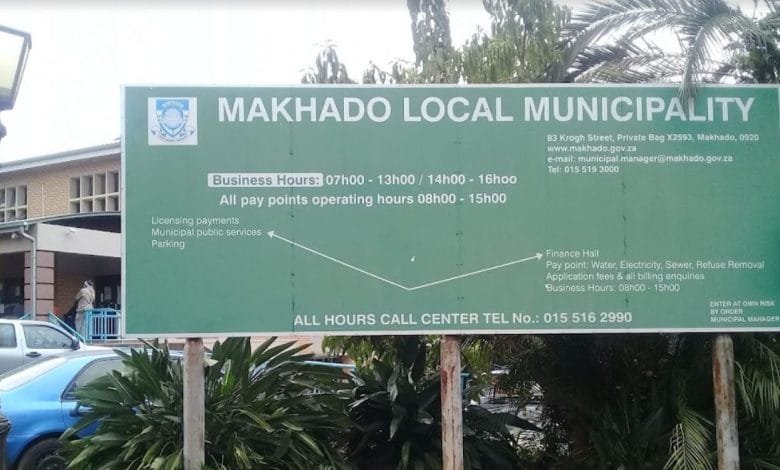 MAKHADO LOCAL MUNICIPALITY
83 Krogh Street, Private Bag X2593, Makhado, 0920
www.makhado.gov.za
e-mail: municipal.manager@makhado.gov.za
Tel: 015 519 3000
Business Hours: 07h00 - 13h00 / 14h00 - 16hoo
All pay points operating hours 08h00 - 15h00
Licensing payments
Municipal public services
Parking
Finance Hall
Pay point: Water, Electricity, Sewer, Refuse Removal
Application fees & all billing enquiries
Business Hours: 08h00 - 15h00
ALL HOURS CALL CENTER TEL No.: 015 516 2990
ENTER AT OWN RISK
BY ORDER
MUNICIPAL MANAGER